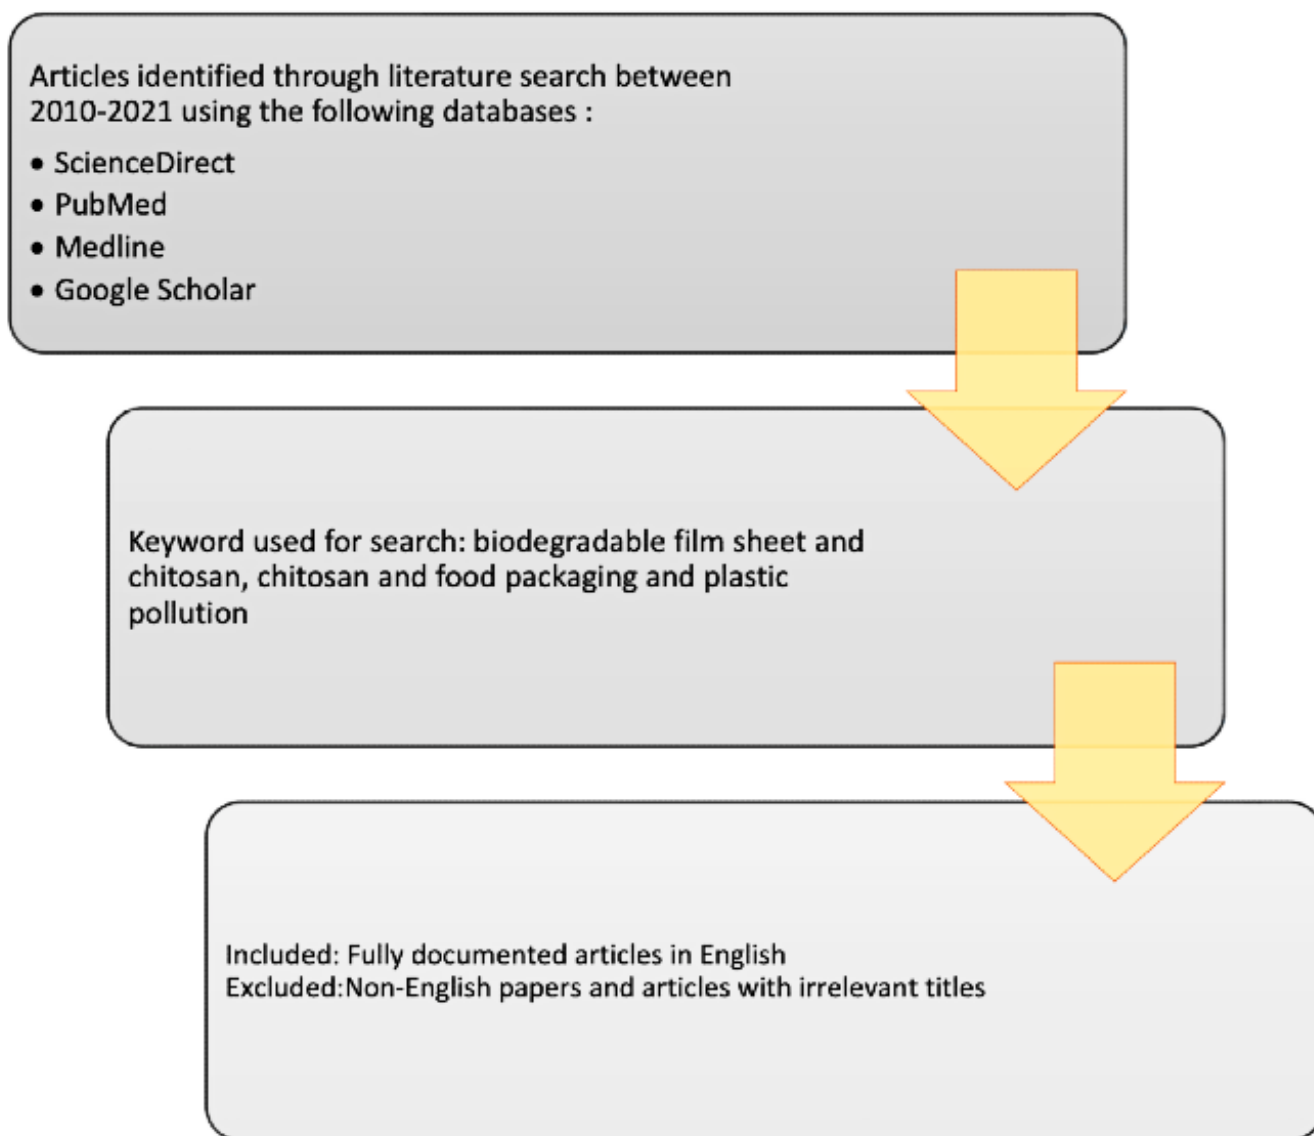 Articles identified through literature search between
2010-2021 using the following databases :
• ScienceDirect
• PubMed
• Medline
• Google Scholar
Keyword used for search: biodegradable film sheet and
chitosan, chitosan and food packaging and plastic
pollution
Included: Fully documented articles in English
Excluded:Non-English papers and articles with irrelevant titles